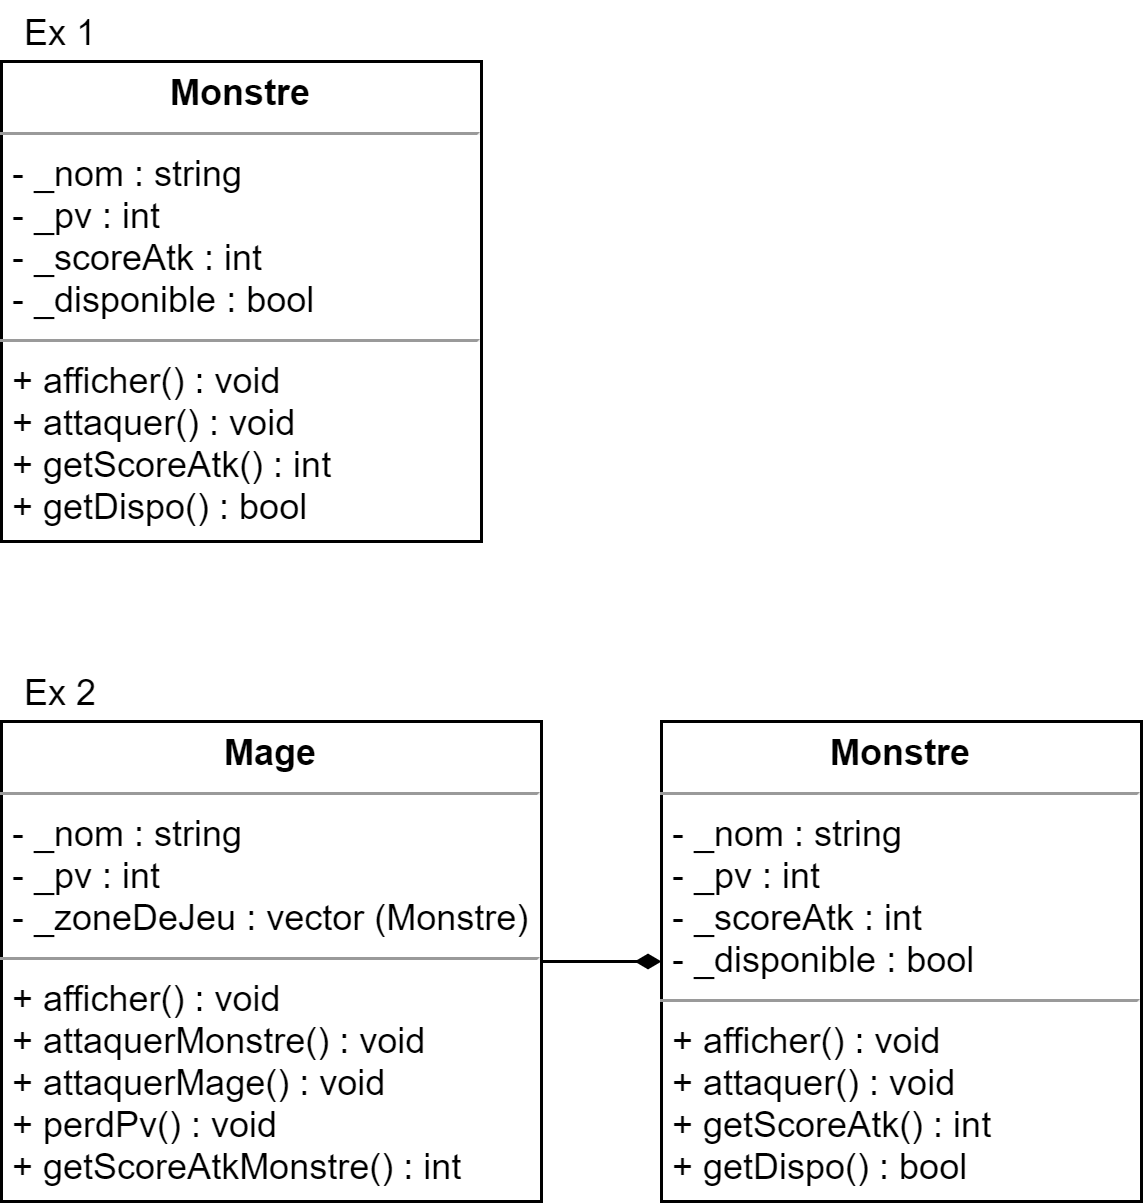 Ex 1
Monstre
- _nom : string
- _pv : int
- _scoreAtk : int
- _disponible : bool
+ afficher() : void
+ attaquer() : void
+ getScoreAtk() : int
+ getDispo() : bool
Ex 2
Mage
- _nom : string
- _pv : int
- _zoneDeJeu : vector (Monstre)
+ afficher() : void
+ attaquerMonstre() : void
+ attaquerMage() : void
+ perdPv() : void
+ getScoreAtkMonstre() : int
Monstre
- _nom : string
- _pv : int
- _scoreAtk : int
- _disponible : bool
+ afficher() : void
+ attaquer() : void
+ getScoreAtk() : int
+ getDispo() : bool